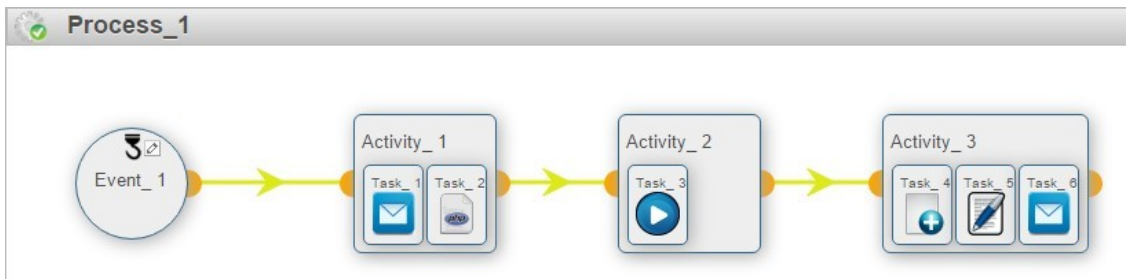 Process_1
Event_ 1
Activity_ 1
Task_ 1
Task_ 2
php
Activity_ 2
Task_ 3
Activity_ 3
Task_ 4
Task_ 5
Task_ 6